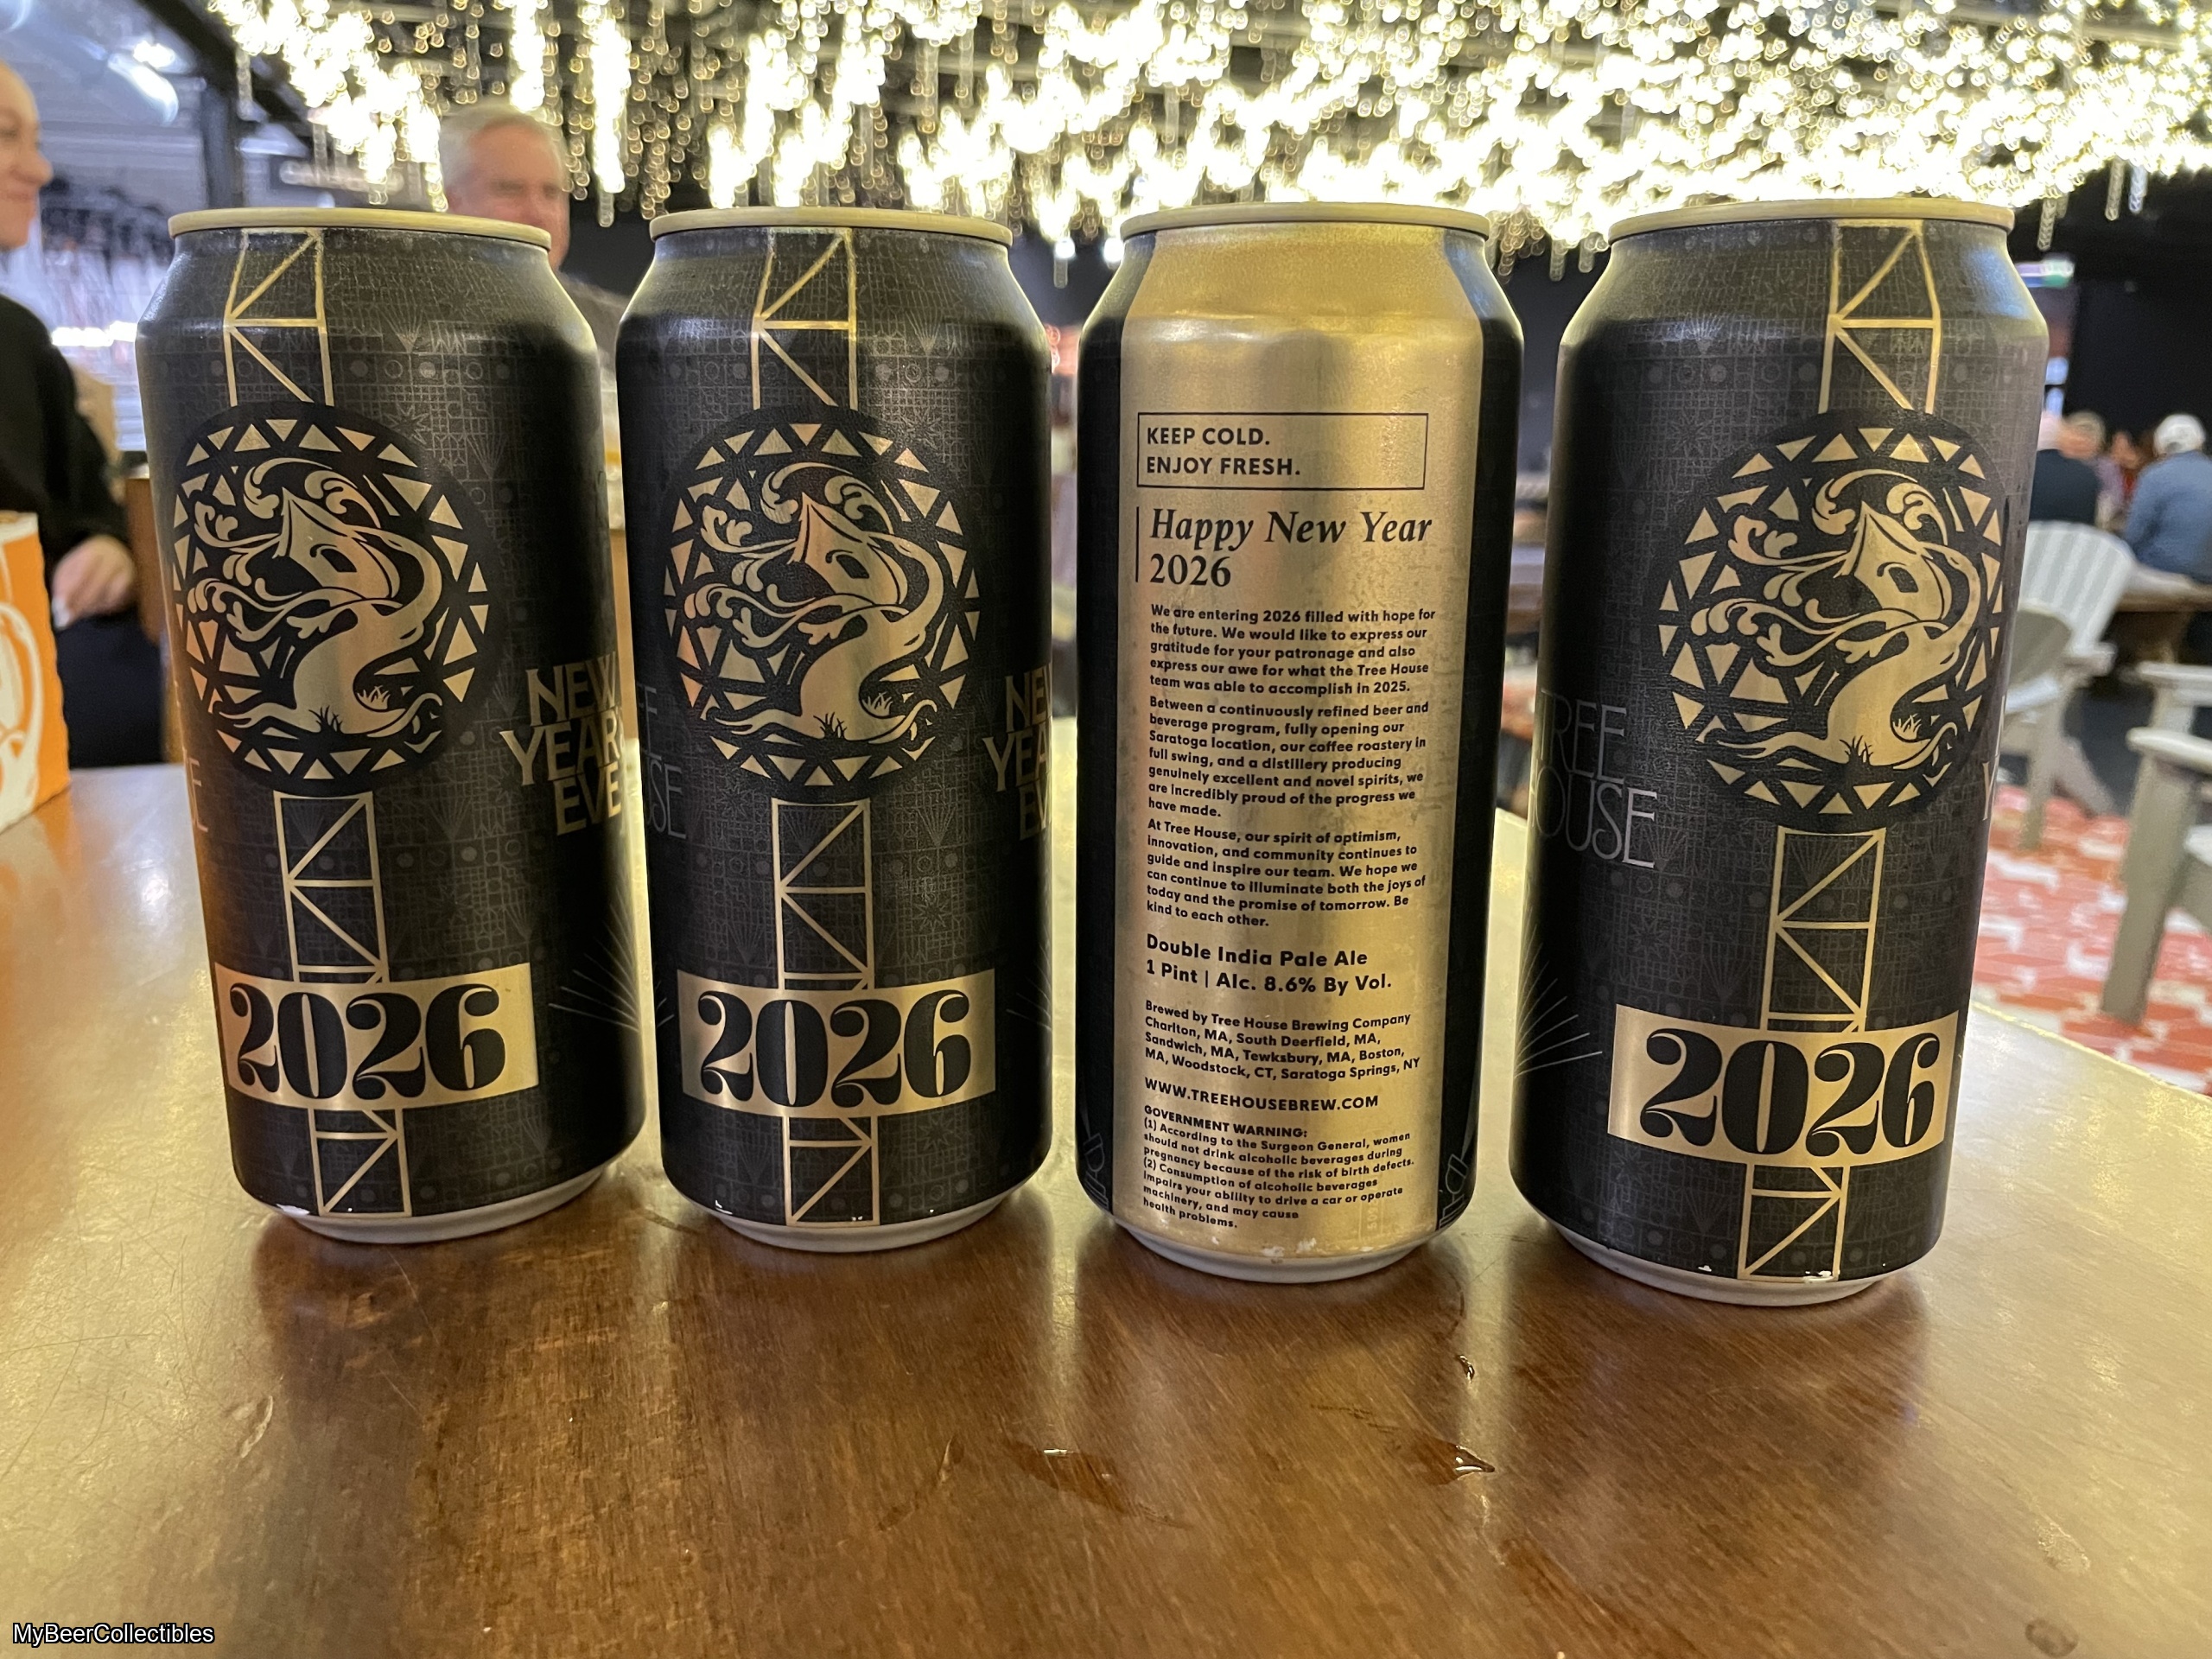 NEW
YEAR
EVE
2026
NE
YEA
EV
2026
KEEP COLD.
ENJOY FRESH.
Happy New Year
2026
We are entering 2026 filled with hope for
the future. We would like to express our
gratitude for your patronage and also
express our awe for what the Tree House
team was able to accomplish in 2025.
Between a continuously refined beer and
beverage program, fully opening our
Saratoga location, our coffee roastery in
full swing, and a distillery producing
genuinely excellent and novel spirits, we
are incredibly proud of the progress we
have made.
At Tree House, our spirit of optimism,
innovation, and community continues to
guide and inspire our team. We hope we
can continue to illuminate both the joys of
today and the promise of tomorrow. Be
kind to each other.
Double India Pale Ale
1 Pint | Alc. 8.6% By Vol.
Brewed by Tree House Brewing Company
Charlton, MA, South Deerfield, MA,
Sandwich, MA, Tewksbury, MA, Boston,
MA, Woodstock, CT, Saratoga Springs, NY
WWW.TREEHOUSEBREW.COM
GOVERNMENT WARNING:
(1) According to the Surgeon General, women
should not drink alcoholic beverages during
pregnancy because of the risk of birth defects.
(2) Consumption of alcoholic beverages
impairs your ability to drive a car or operate
machinery, and may cause
health problems.
TREE
OUSE
2026
MyBeerCollectibles